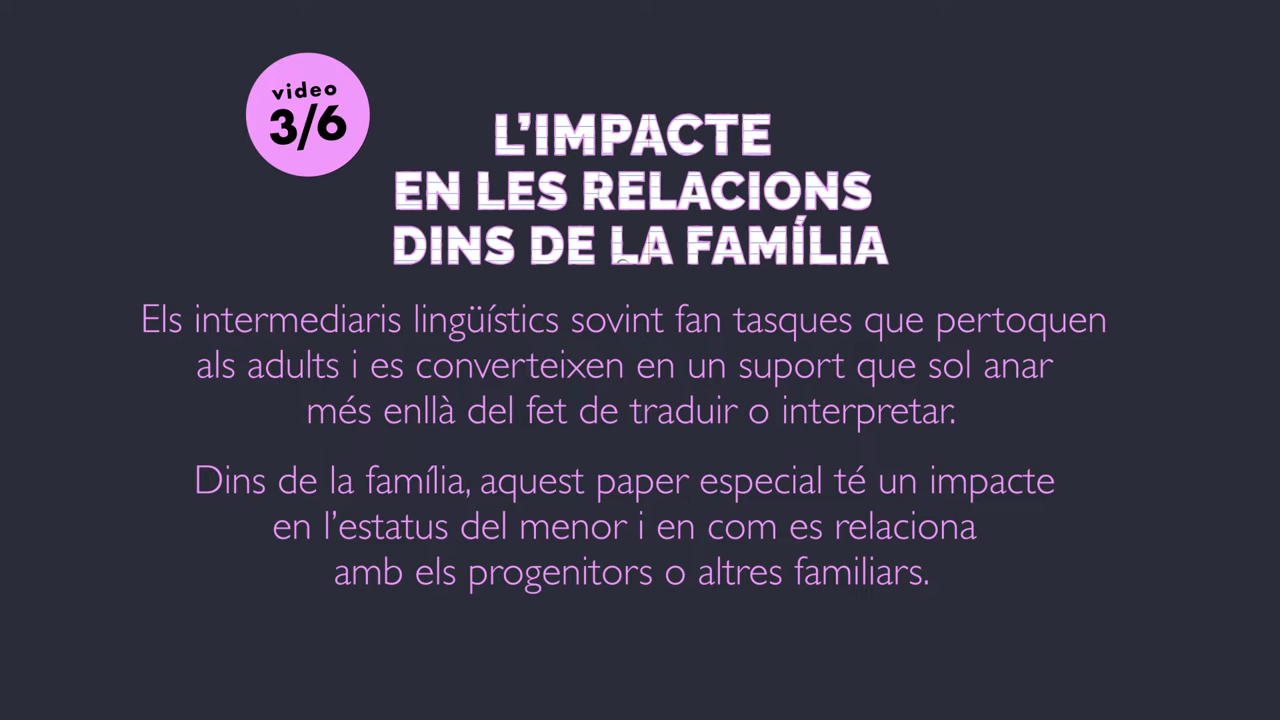 video
3/6
L’IMPACTE
EN LES RELACIONS
DINS DE LA FAMÍLIA
Els intermediaris lingüístics sovint fan tasques que pertoquen
als adults i es converteixen en un suport que sol anar
més enllà del fet de traduir o interpretar.
Dins de la família, aquest paper especial té un impacte
en l’estatus del menor i en com es relaciona
amb els progenitors o altres familiars.